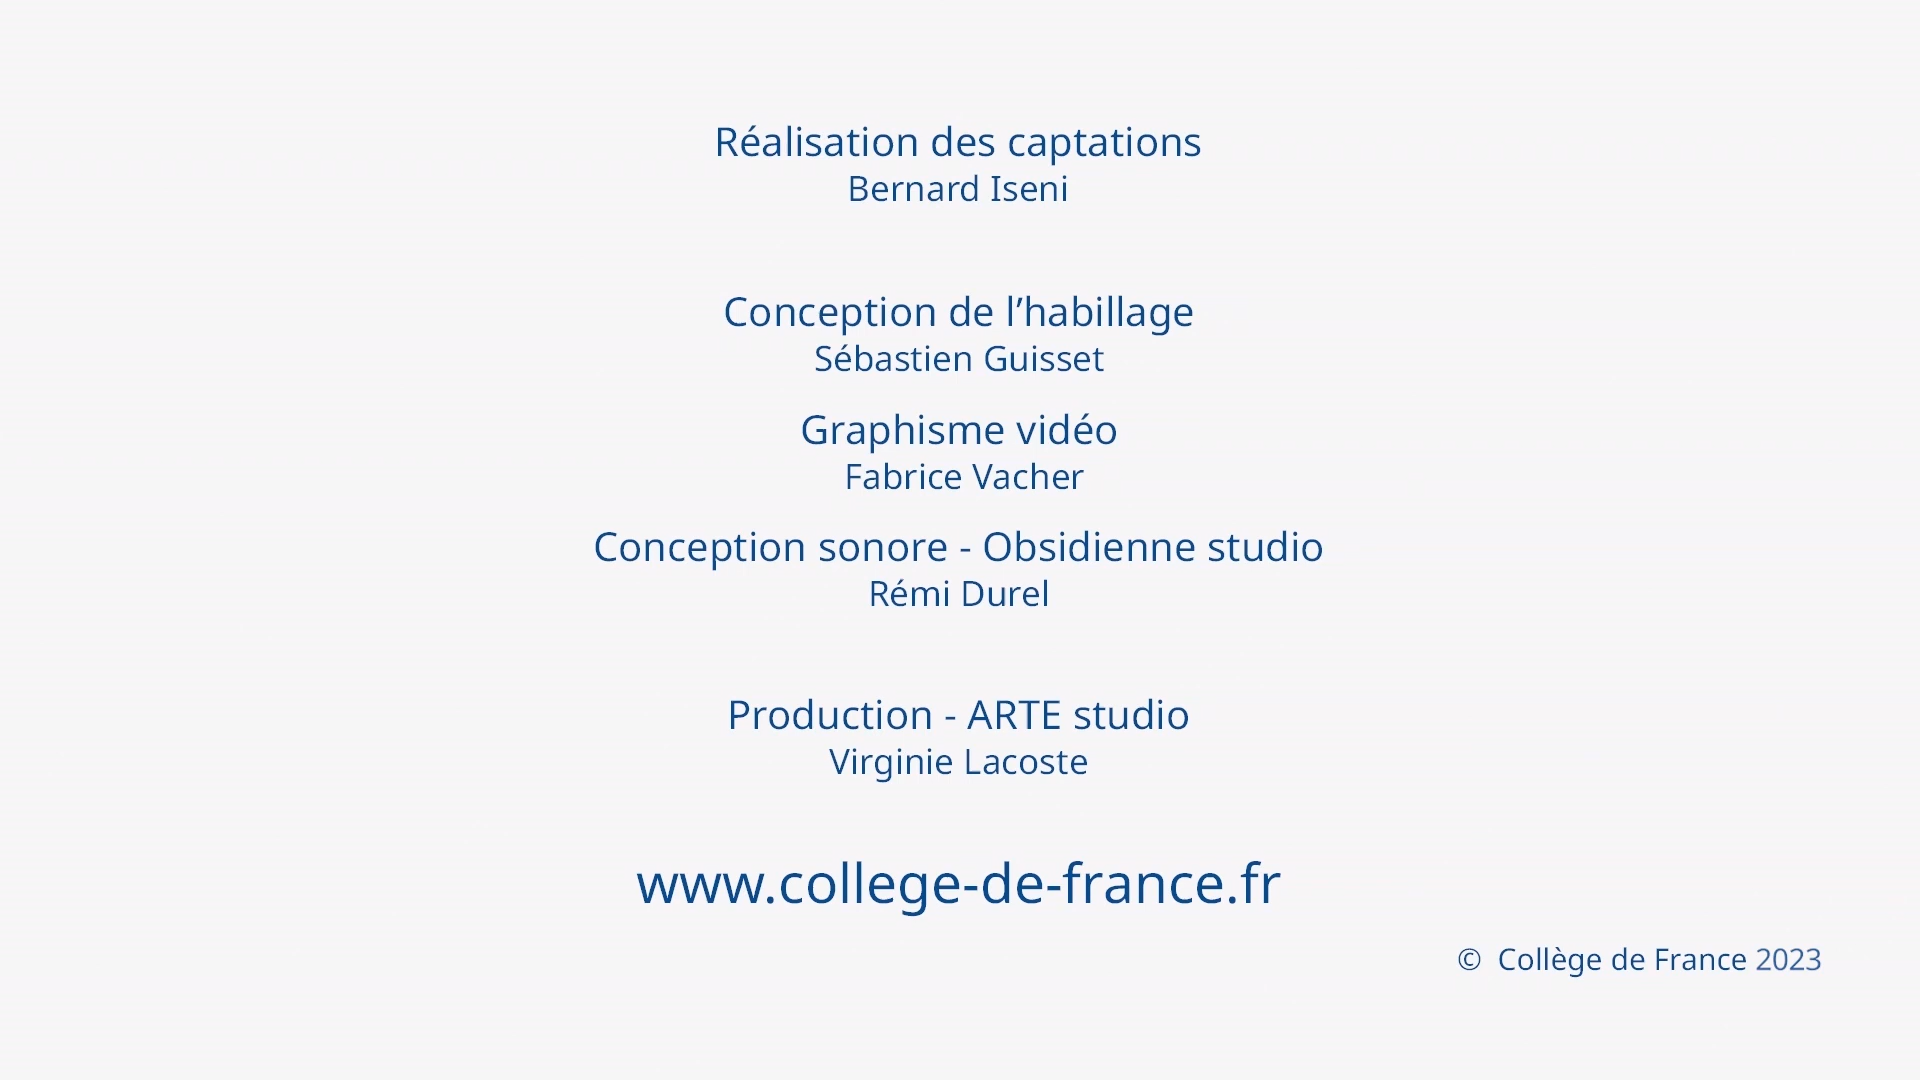 Réalisation des captations
Bernard Iseni
Conception de l’habillage
Sébastien Guisset
Graphisme vidéo
Fabrice Vacher
Conception sonore - Obsidienne studio
Rémi Durel
Production - ARTE studio
Virginie Lacoste
www.college-de-france.fr
© Collège de France 2023